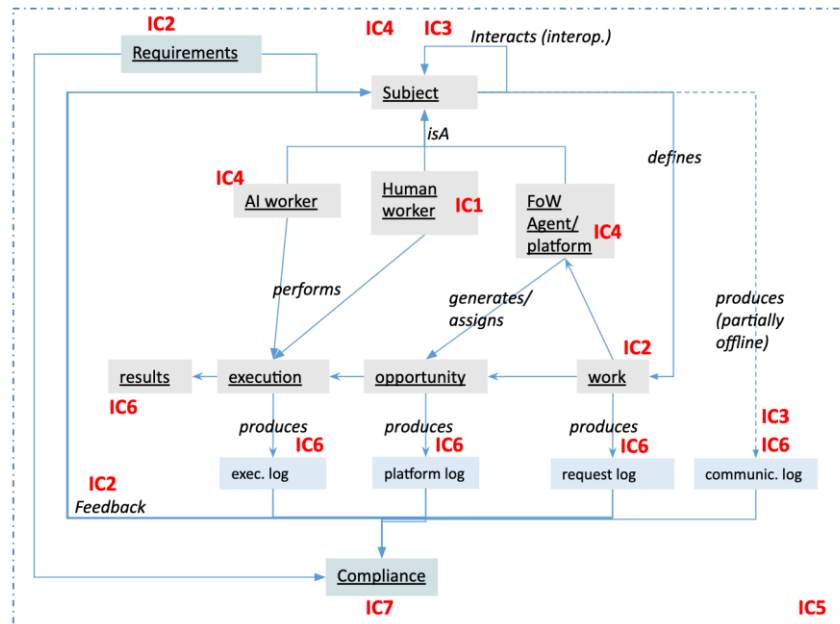 IC2
IC4
IC3
Interacts (interop.)
Requirements
Subject
isA
defines
IC4
AI worker
Human
worker
IC1
FoW
Agent/
platform
IC4
performs
generates/
assigns
produces
(partially
offline)
IC2
results
execution
opportunity
work
IC6
produces
produces
produces
IC3
IC6
IC6
IC6
IC6
exec. log
platform log
request log
communic. log
IC2
Feedback
Compliance
IC7
IC5